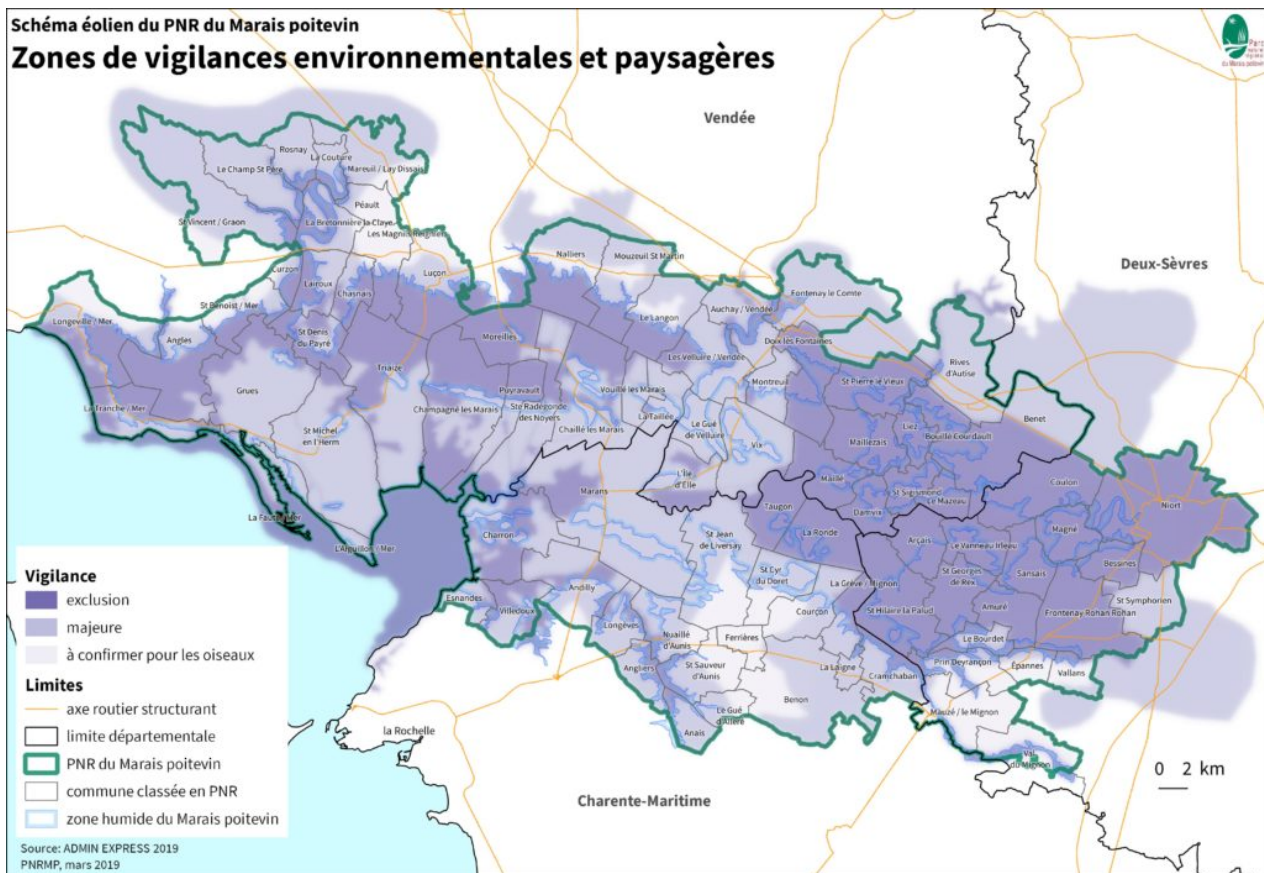 Schéma éolien du PNR du Marais poitevin
Zones de vigilances environnementales et paysagères
Parc
du Marais poitevin
Vendée
Deux-Sèvres
Charente-Maritime
Rosnay
La Couture
Le Champ St Père
Mareuil / Lay Dissais
Péault
St Vincent / Graon
La Bretonnière la Claye
Les Magnils Reigniers
Curzon
Luçon
Lairoux
Chasnais
Nalliers
Mouzeuil St Martin
Fontenay le Comte
St Benoist / Mer
Longeville / Mer
Angles
St Denis
du Payré
Le Langon
Auchay / Vendée
Moreilles
Doix lès Fontaines
Les Velluire / Vendée
Rives
d'Autise
Triaize
Grues
Puyravault
Vouillé les Marais
Montreuil
St Pierre le Vieux
La Tranche / Mer
Champagné les Marais
Ste Radégonde
des Noyers
La Taillée
Liez
Benet
St Michel
en l'Herm
Chaillé les Marais
Le Gué
de Velluire
Vix
Maillezais
Bouillé Courdault
L'Île
d'Elle
Maillé
St Sigismond
Le Mazeau
Coulon
Marans
Damvix
Niort
La Faute / Mer
Taugon
Magné
La Ronde
Charron
St Jean
de Liversay
Arçais
Le Vanneau Irleau
L'Aiguillon / Mer
Bessines
St Cyr
du Doret
La Grève / Mignon
St Georges
de Rex
Sansais
Andilly
Esnandes
Villedoux
Courçon
St Hilaire la Palud
Amuré
Frontenay Rohan Rohan
St Symphorien
Longèves
Nuaillé
d'Aunis
Ferrières
Le Bourdet
Angliers
St Sauveur
d'Aunis
La Laigne
Cramchaban
Prin Deyrançon
Épannes
Vallans
Benon
Le Gué
d'Alleré
Anais
Mauzé / le Mignon
Val
du Mignon
la Rochelle
Vigilance
exclusion
majeure
à confirmer pour les oiseaux
Limites
axe routier structurant
limite départementale
PNR du Marais poitevin
commune classée en PNR
zone humide du Marais poitevin
Source: ADMIN EXPRESS 2019
PNRMP, mars 2019
0 2 km